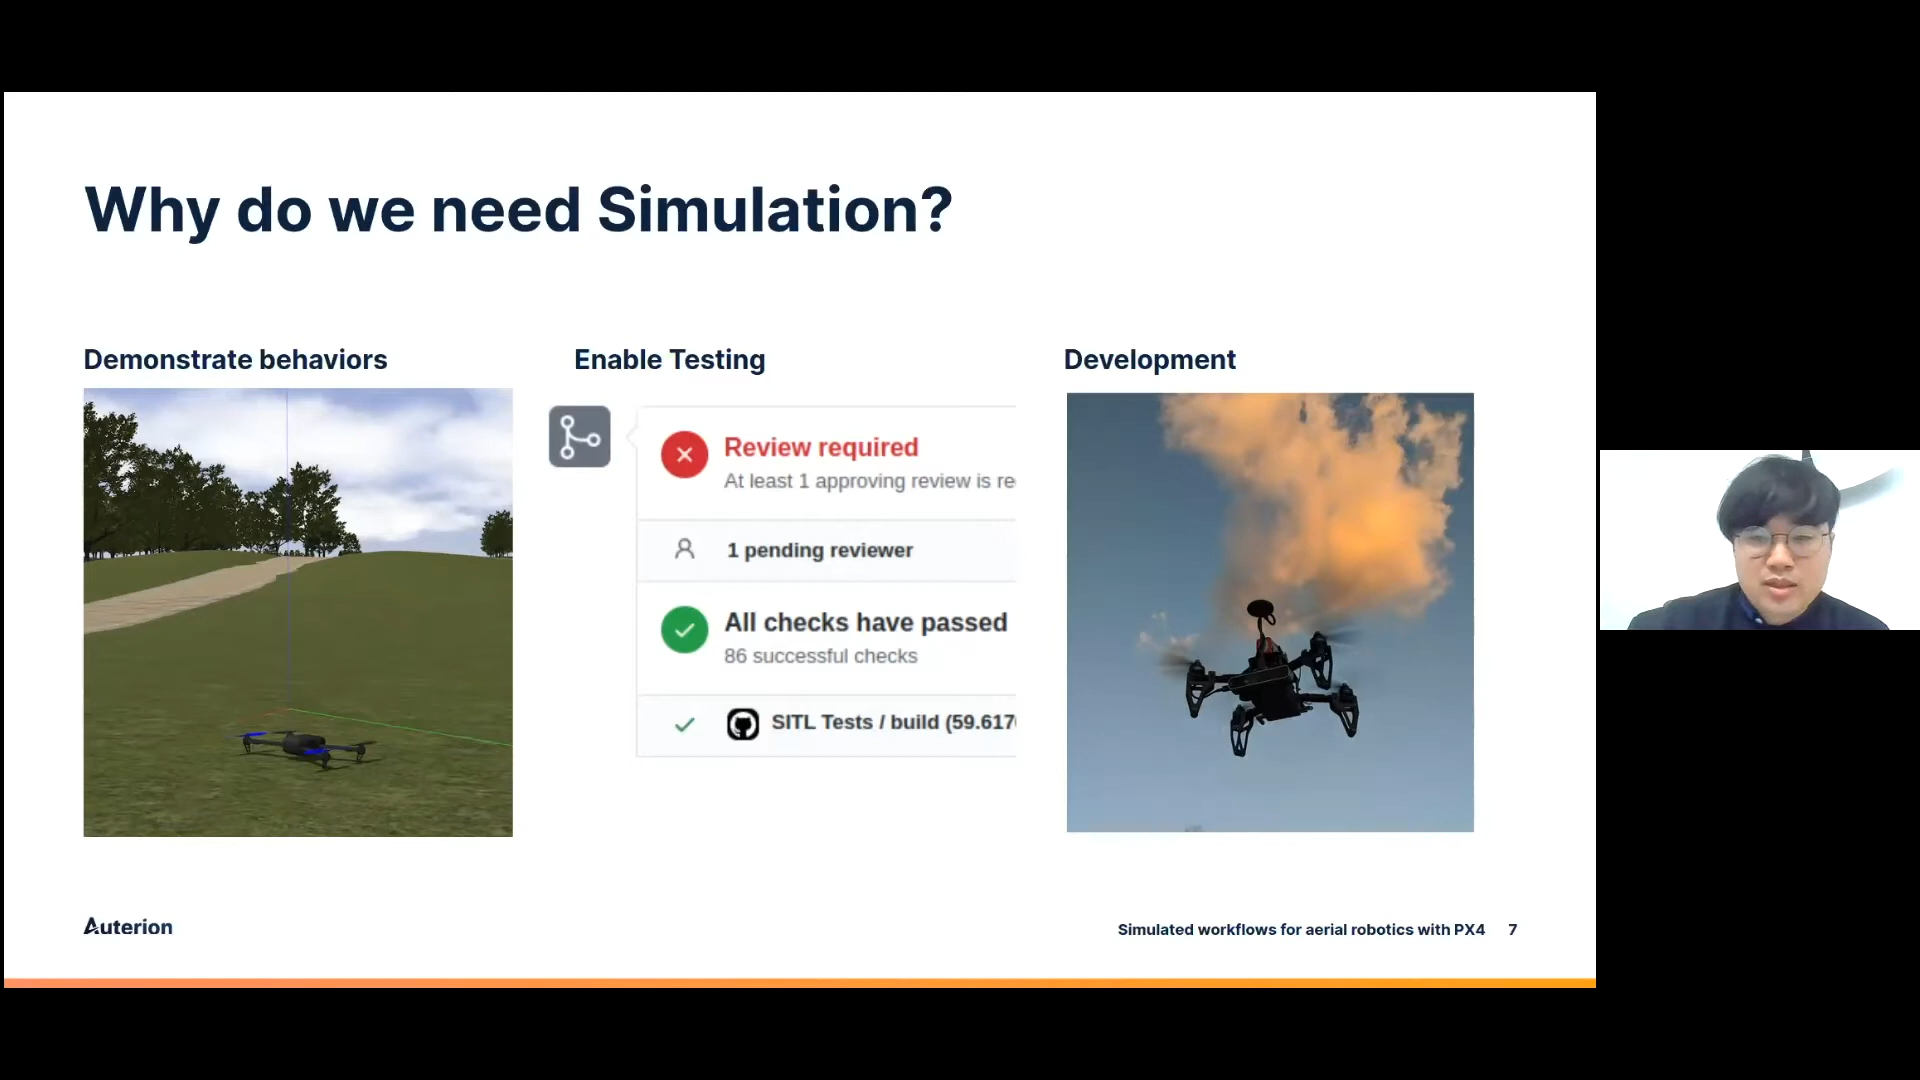 Why do we need Simulation?
Demonstrate behaviors
Enable Testing
Development
Review required
At least 1 approving review is re
1 pending reviewer
All checks have passed
86 successful checks
SITL Tests / build (59.617
Auterion
Simulated workflows for aerial robotics with PX4 7